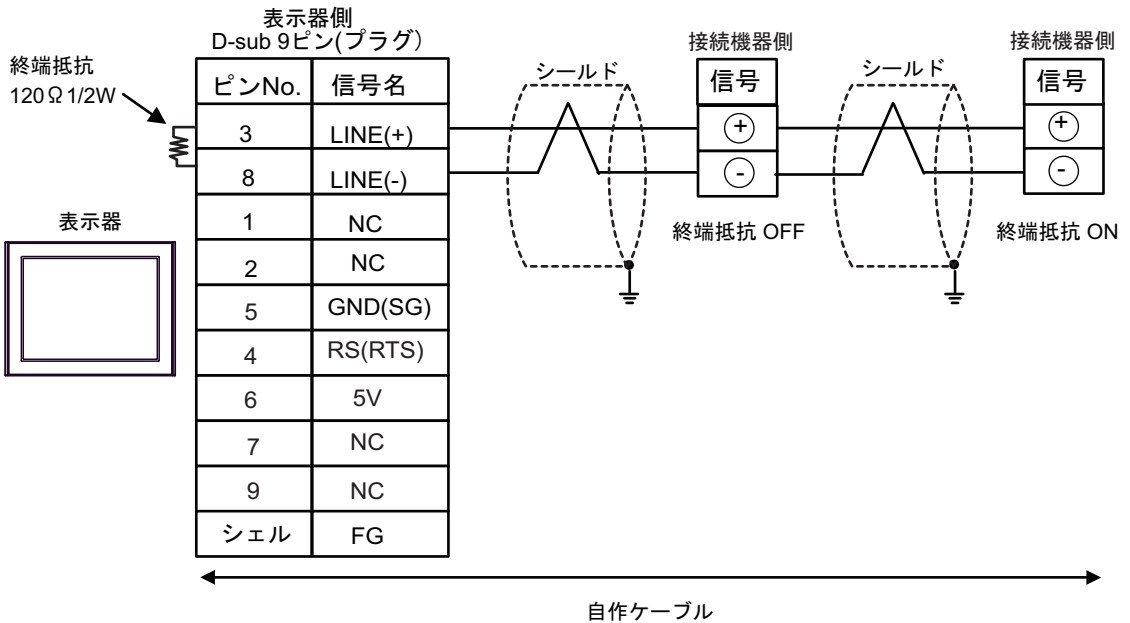 表示器側
D-sub 9ピン(プラグ)
終端抵抗
120Ω1/2W
ピンNo. 信号名
3 LINE(+)
8 LINE(-)
1 NC
2 NC
5 GND(SG)
4 RS(RTS)
6 5V
7 NC
9 NC
シェル FG
表示器
シールド
接続機器側
信号
+
-
終端抵抗 OFF
シールド
接続機器側
信号
+
-
終端抵抗 ON
自作ケーブル